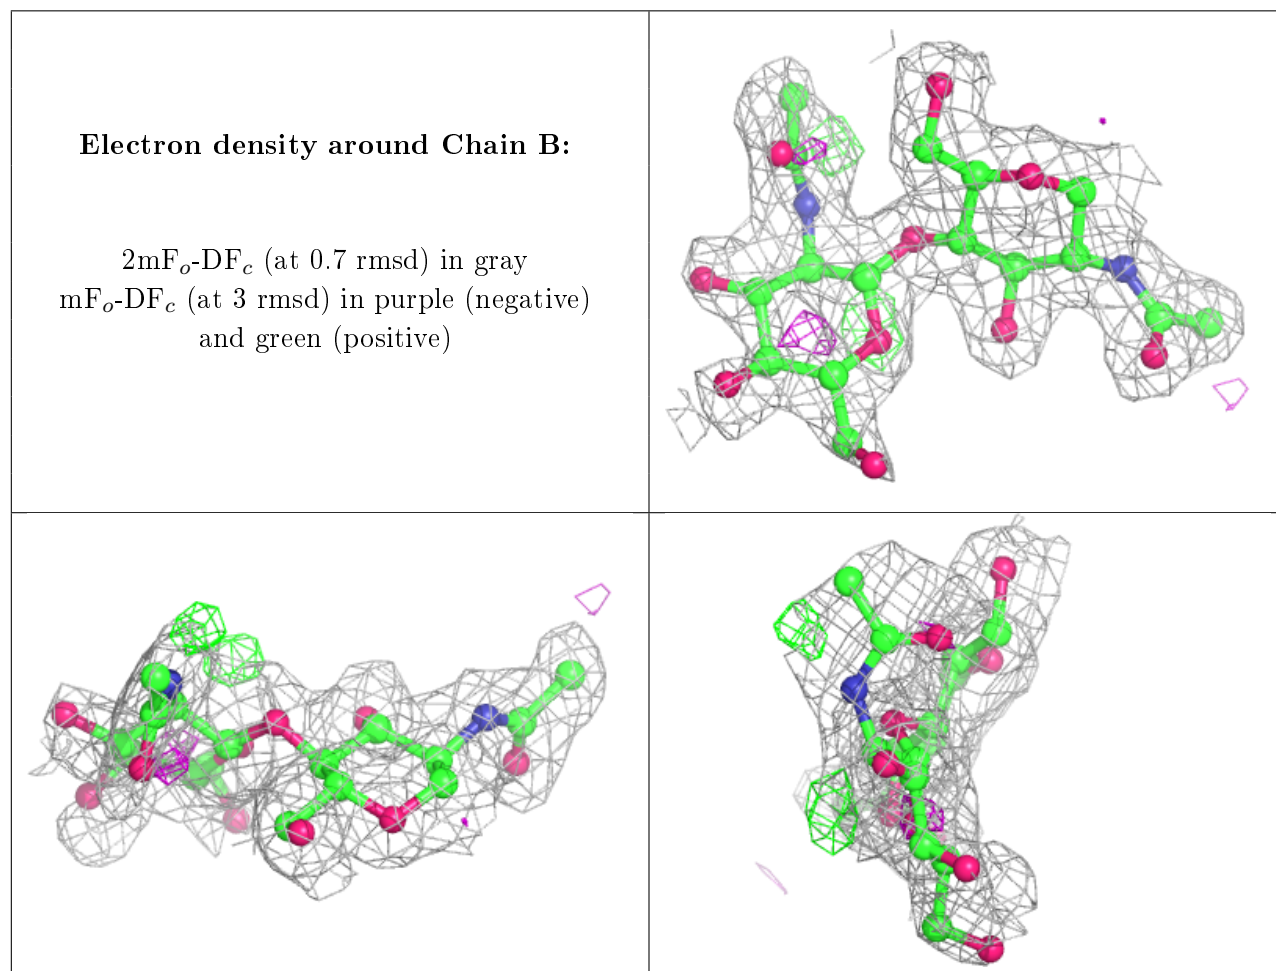 Electron density around Chain B:
2mFₒ-DF𝒸 (at 0.7 rmsd) in gray
mFₒ-DF𝒸 (at 3 rmsd) in purple (negative)
and green (positive)